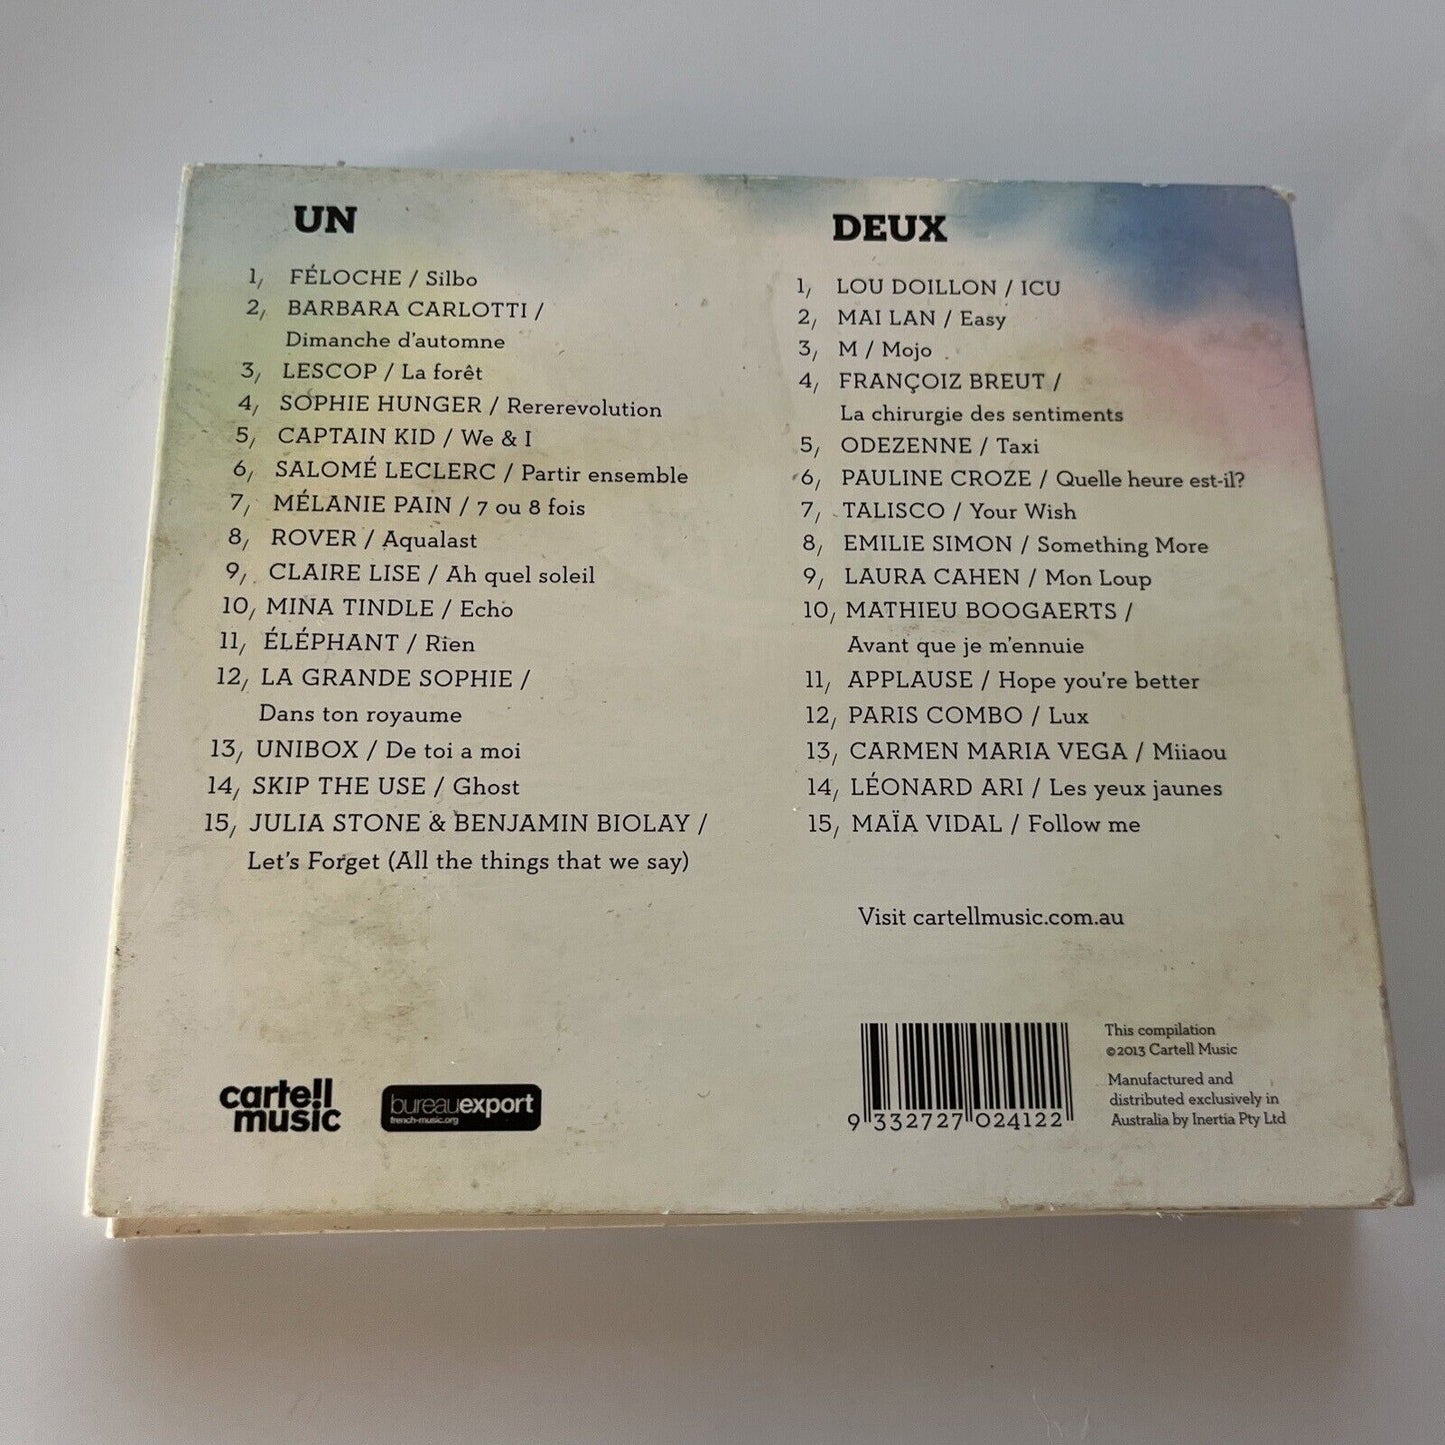 UN
1, FÉLOCHE / Silbo
2, BARBARA CARLOTTI /
Dimanche d'automne
3, LESCOP / La forêt
4, SOPHIE HUNGER / Rererevolution
5, CAPTAIN KID / We & I
6, SALOMÉ LECLERC / Partir ensemble
7, MÉLANIE PAIN / 7 ou 8 fois
8, ROVER / Aqualast
9, CLAIRE LISE / Ah quel soleil
10, MINA TINDLE / Echo
11, ÉLÉPHANT / Rien
12, LA GRANDE SOPHIE /
Dans ton royaume
13, UNIBOX / De toi a moi
14, SKIP THE USE / Ghost
15, JULIA STONE & BENJAMIN BIOLAY /
Let's Forget (All the things that we say)
DEUX
1, LOU DOILLON / ICU
2, MAI LAN / Easy
3, M / Mojo
4, FRANÇOIZ BREUT /
La chirurgie des sentiments
5, ODEZENNE / Taxi
6, PAULINE CROZE / Quelle heure est-il?
7, TALISCO / Your Wish
8, EMILIE SIMON / Something More
9, LAURA CAHEN / Mon Loup
10, MATHIEU BOOGAERTS /
Avant que je m'ennuie
11, APPLAUSE / Hope you're better
12, PARIS COMBO / Lux
13, CARMEN MARIA VEGA / Miiaou
14, LÉONARD ARI / Les yeux jaunes
15, MAÏA VIDAL / Follow me
Visit cartellmusic.com.au
cartell
music
bureauexport
french-music.org
9 332727 024122
This compilation
©2013 Cartell Music
Manufactured and
distributed exclusively in
Australia by Inertia Pty Ltd